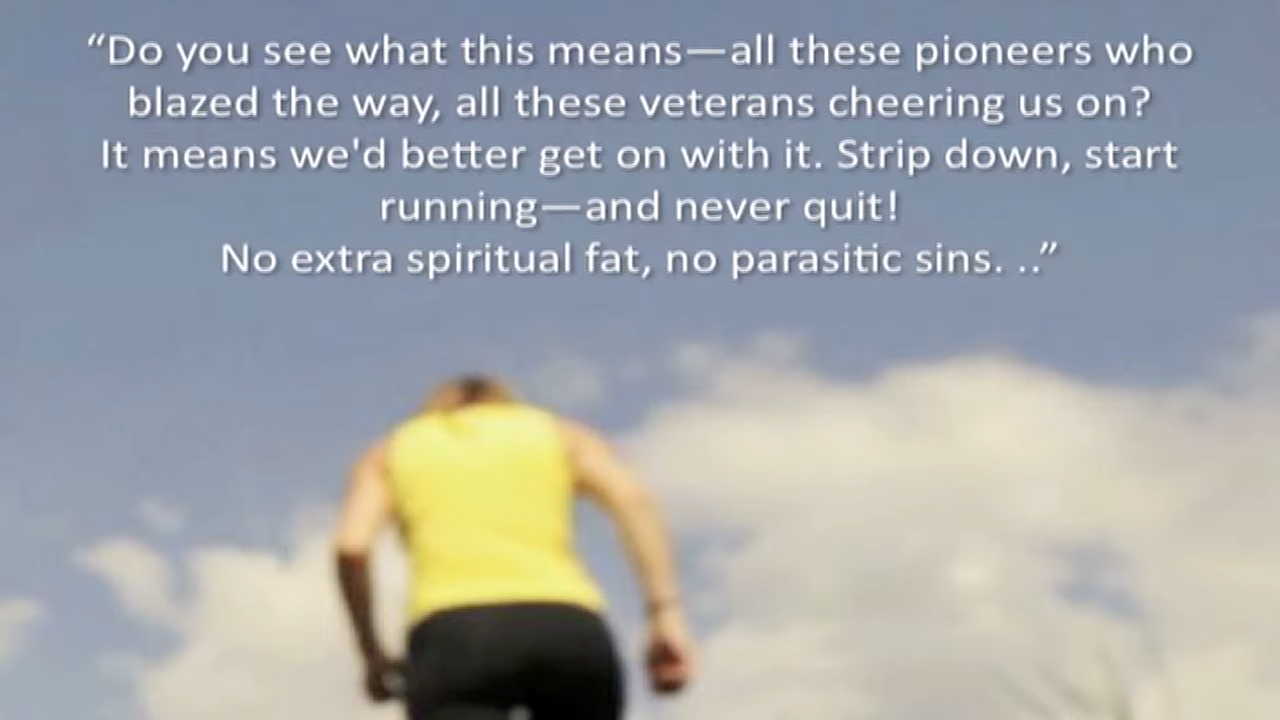 “Do you see what this means—all these pioneers who
blazed the way, all these veterans cheering us on?
It means we'd better get on with it. Strip down, start
running—and never quit!
No extra spiritual fat, no parasitic sins. ..”